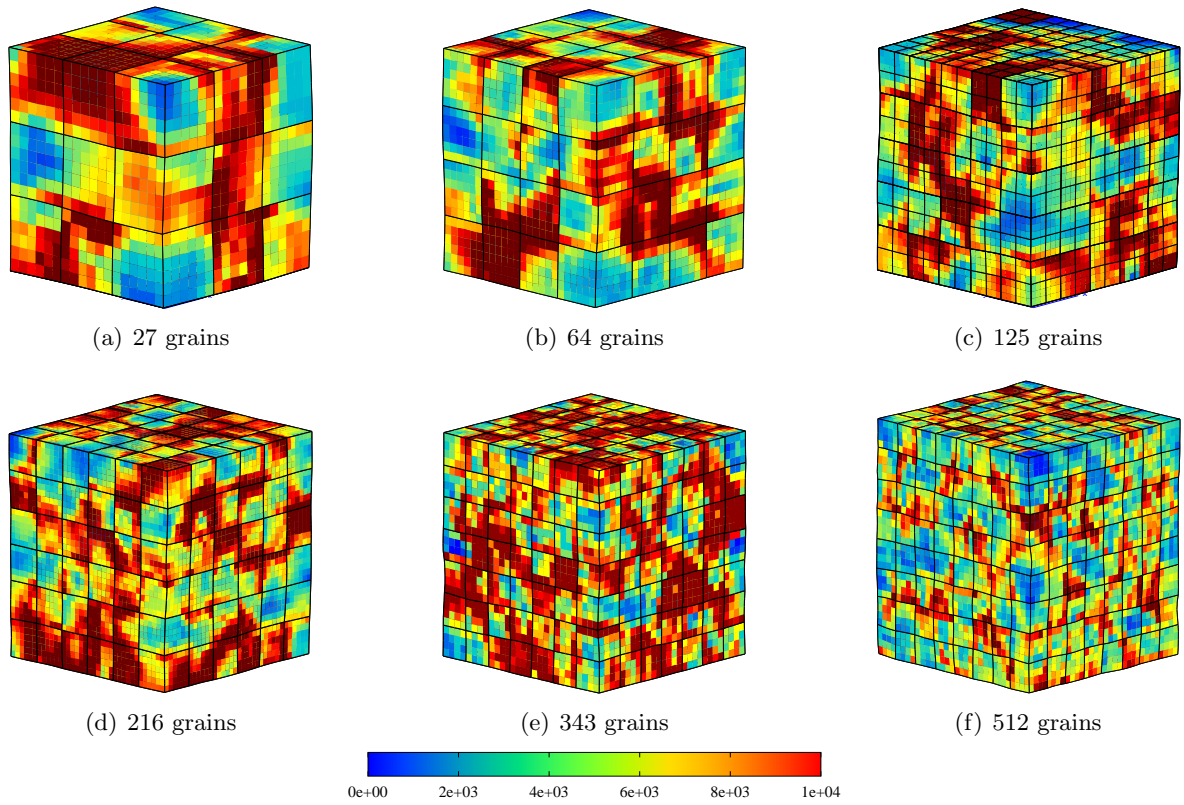 (a) 27 grains
(b) 64 grains
(c) 125 grains
(d) 216 grains
(e) 343 grains
(f) 512 grains
0e+00 2e+03 4e+03 6e+03 8e+03 1e+04